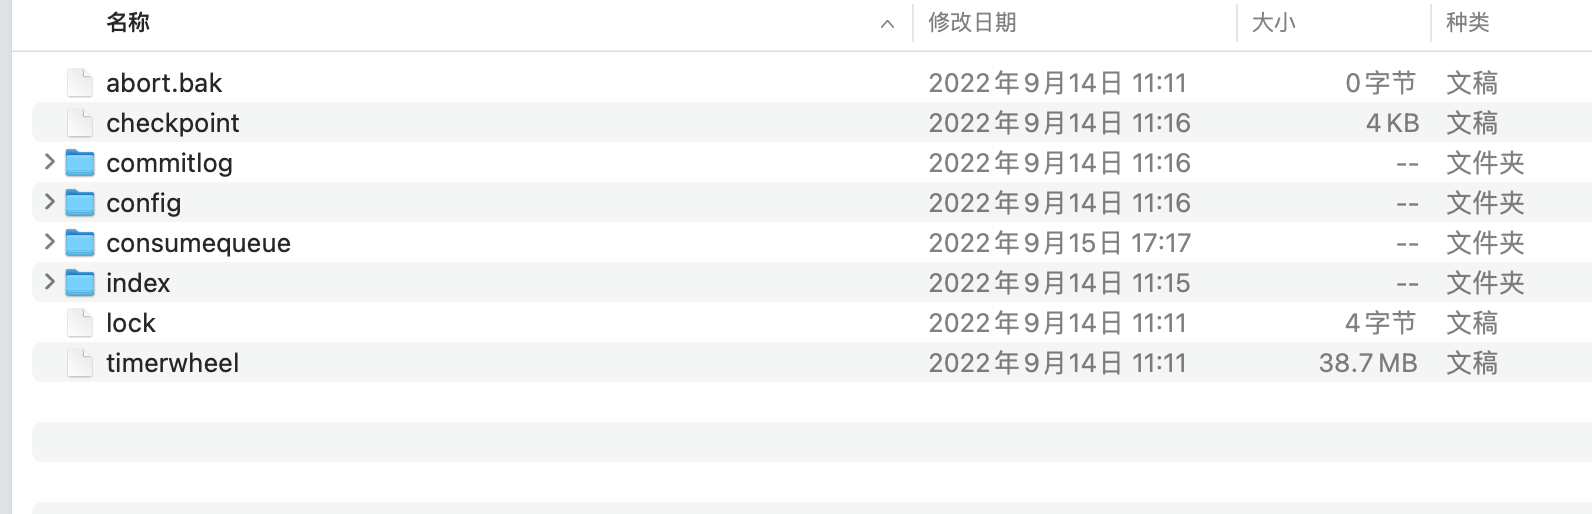 名称 修改日期 大小 种类
abort.bak 2022年9月14日 11:11 0字节 文稿
checkpoint 2022年9月14日 11:16 4 KB 文稿
commitlog 2022年9月14日 11:16 -- 文件夹
config 2022年9月14日 11:16 -- 文件夹
consumequeue 2022年9月15日 17:17 -- 文件夹
index 2022年9月14日 11:15 -- 文件夹
lock 2022年9月14日 11:11 4字节 文稿
timerwheel 2022年9月14日 11:11 38.7 MB 文稿